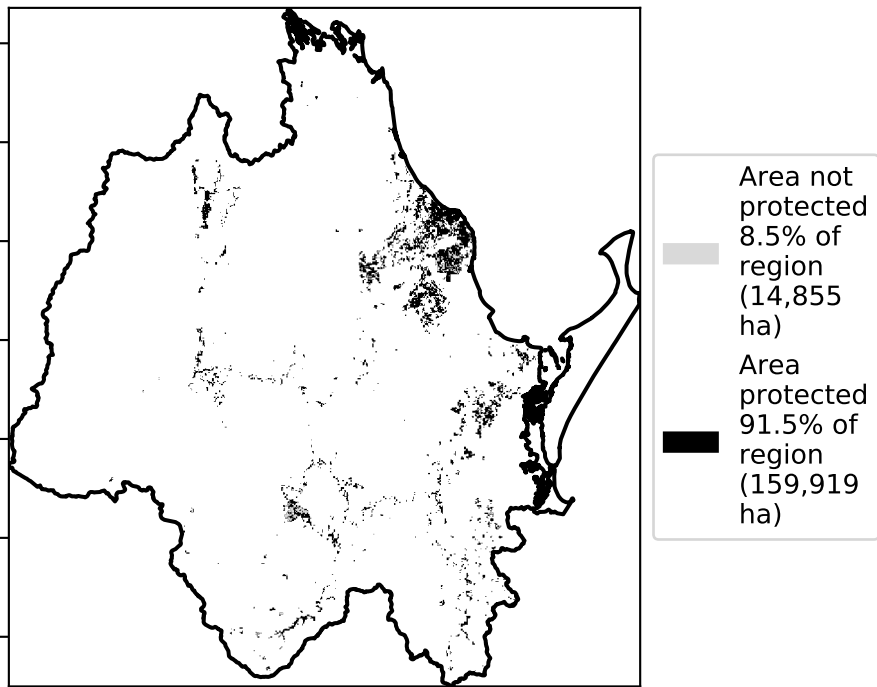 Area not
protected
8.5% of
region
(14,855
ha)
Area
protected
91.5% of
region
(159,919
ha)